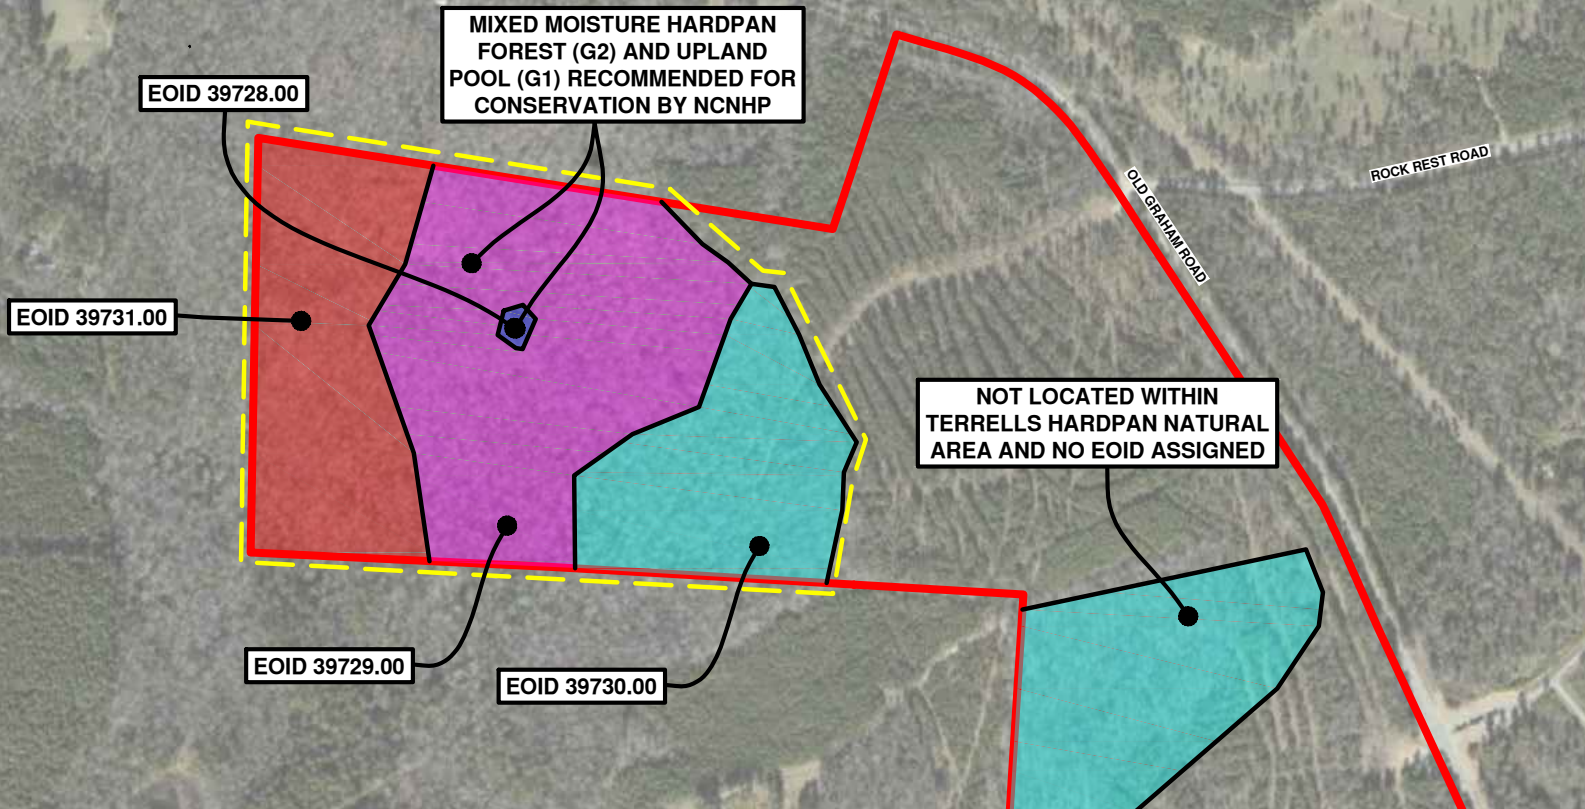 MIXED MOISTURE HARDPAN
FOREST (G2) AND UPLAND
POOL (G1) RECOMMENDED FOR
CONSERVATION BY NCNHP
EOID 39728.00
ROCK REST ROAD
OLD GRAHAM ROAD
EOID 39731.00
NOT LOCATED WITHIN
TERRELLS HARDPAN NATURAL
AREA AND NO EOID ASSIGNED
EOID 39729.00
EOID 39730.00